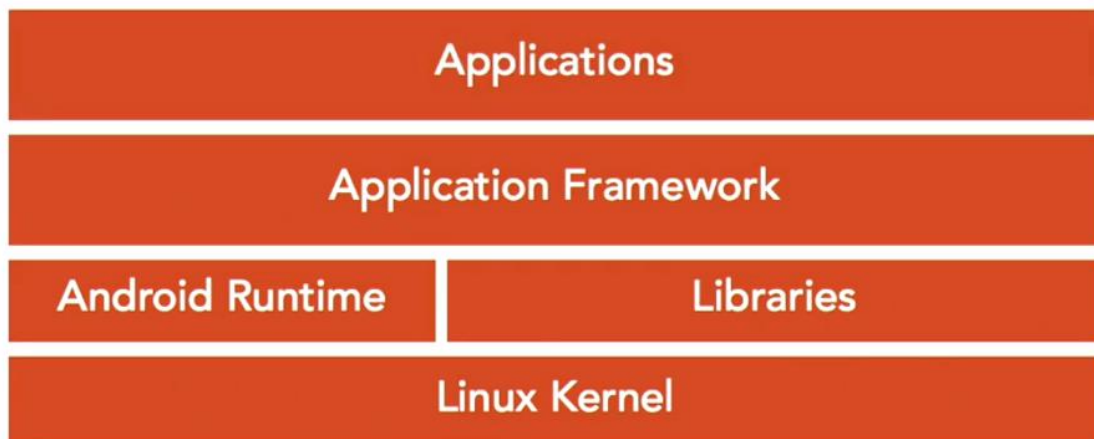 Applications
Application Framework
Android Runtime
Libraries
Linux Kernel